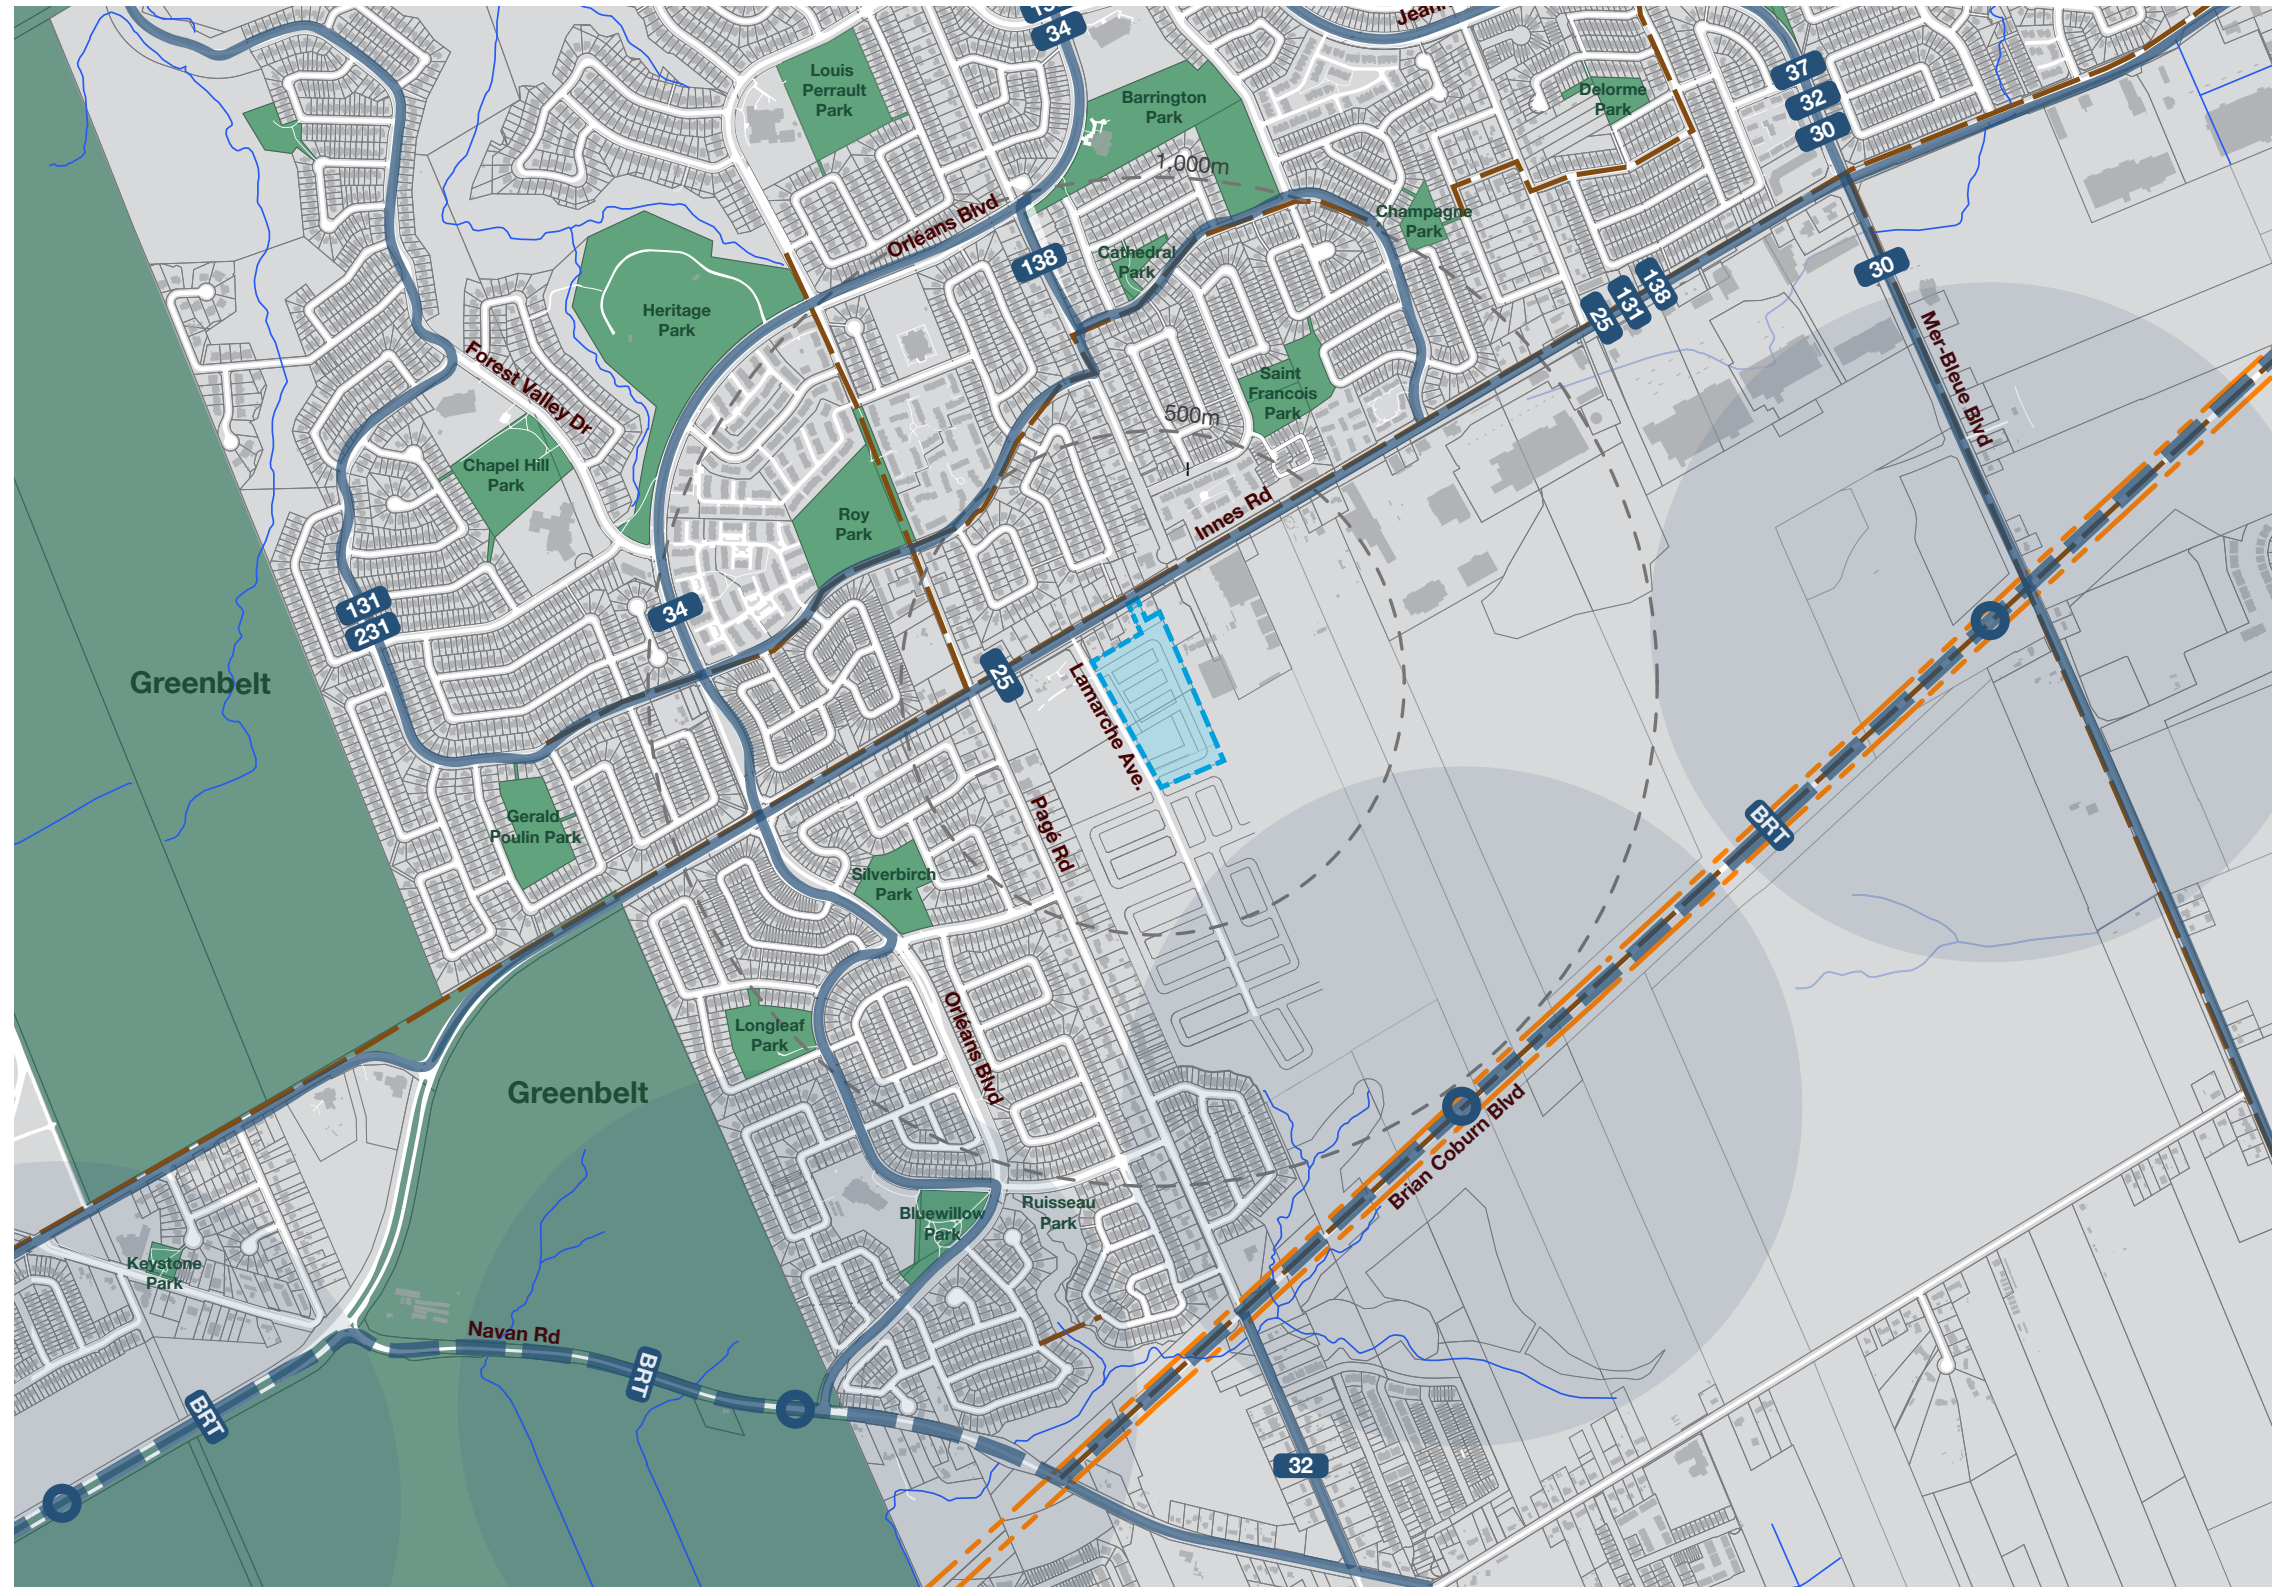 34
Jean
37
32
30
Louis
Perrault
Park
Barrington
Park
Delorme
Park
1,000m
Orléans Blvd
Champagne
Park
138
Cathedral
Park
30
138
131
25
Heritage
Park
Forest Valley Dr
Mer-Bleue Blvd
Saint
Francois
Park
500m
Chapel Hill
Park
Roy
Park
Innes Rd
131
231
34
Greenbelt
25
Lamarche Ave.
Pagé Rd
BRT
Gerald
Poulin Park
Silverbirch
Park
Longleaf
Park
Orléans Blvd
Greenbelt
Brian Coburn Blvd
Ruisseau
Park
Bluewillow
Park
Keystone
Park
Navan Rd
BRT
BRT
32